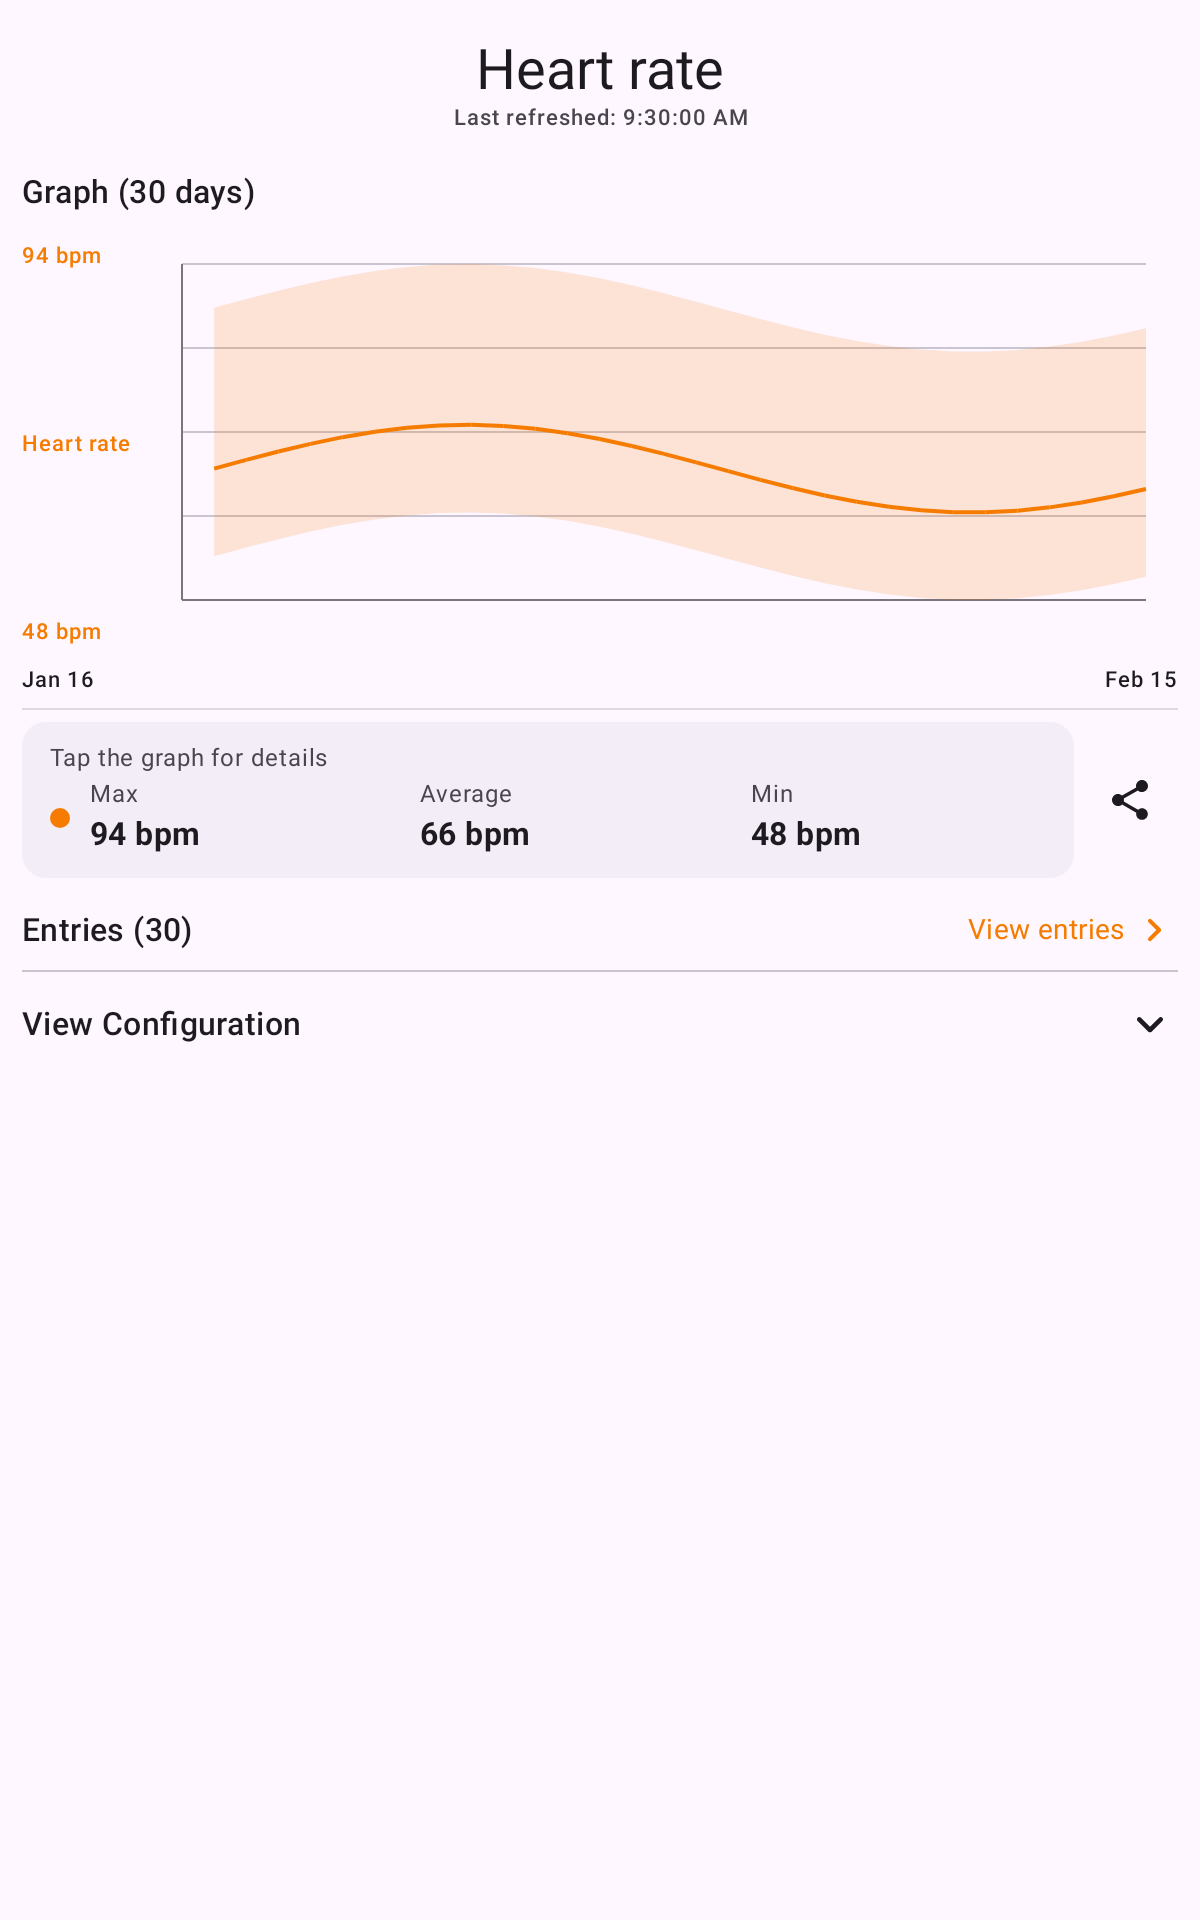 Heart rate
Last refreshed: 9:30:00 AM
Graph (30 days)
94 bpm
Heart rate
48 bpm
Jan 16 Feb 15
Tap the graph for details
Max Average Min
94 bpm 66 bpm 48 bpm
Entries (30) View entries
View Configuration